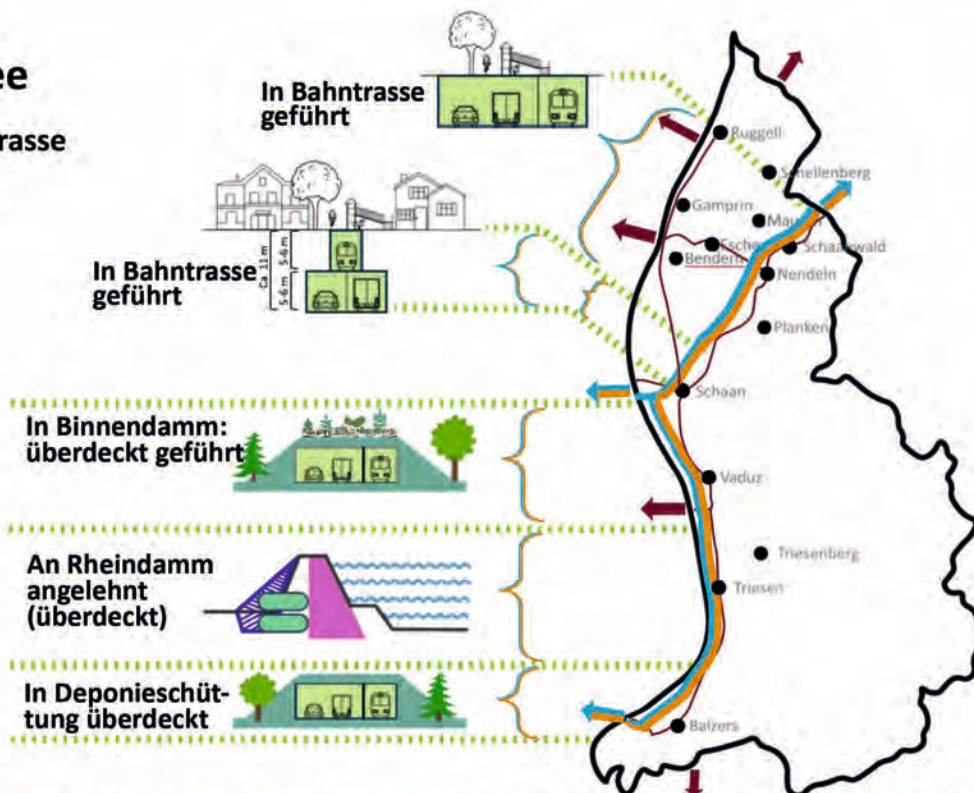 ee
rasse
In Bahntrasse
geführt
In Bahntrasse
geführt
Ca. 11 m
5-6 m
5-6 m
In Binnendamm:
überdeckt geführt
An Rheindamm
angelehnt
(überdeckt)
In Deponieschüt-
tung überdeckt
Ruggell
Schellenberg
Gamprin
Bendern
Schaanwald
Nendeln
Planken
Schaan
Vaduz
Triesenberg
Triesen
Balzers